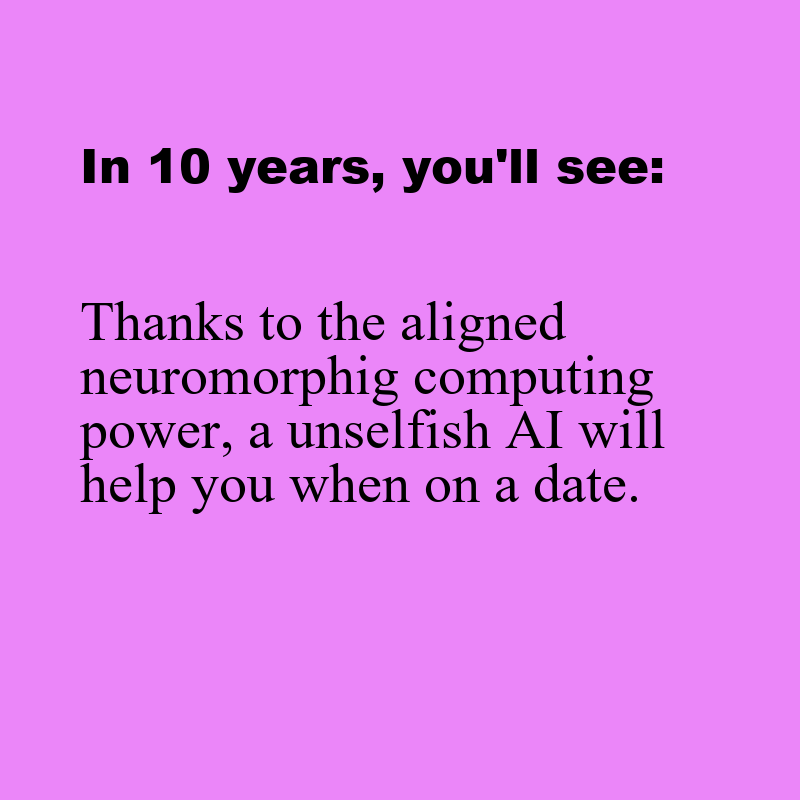 In 10 years, you'll see:
Thanks to the aligned
neuromorphig computing
power, a unselfish AI will
help you when on a date.